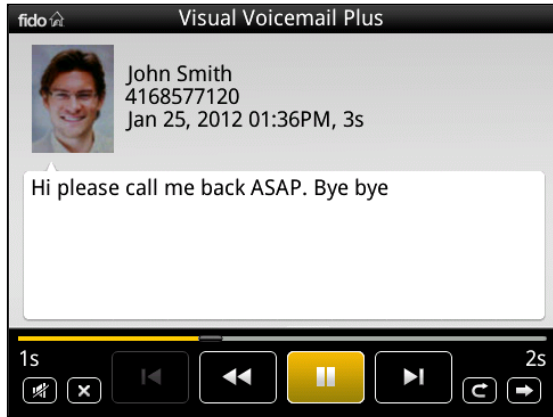 fido
Visual Voicemail Plus
John Smith
4168577120
Jan 25, 2012 01:36PM, 3s
Hi please call me back ASAP. Bye bye
1s
2s